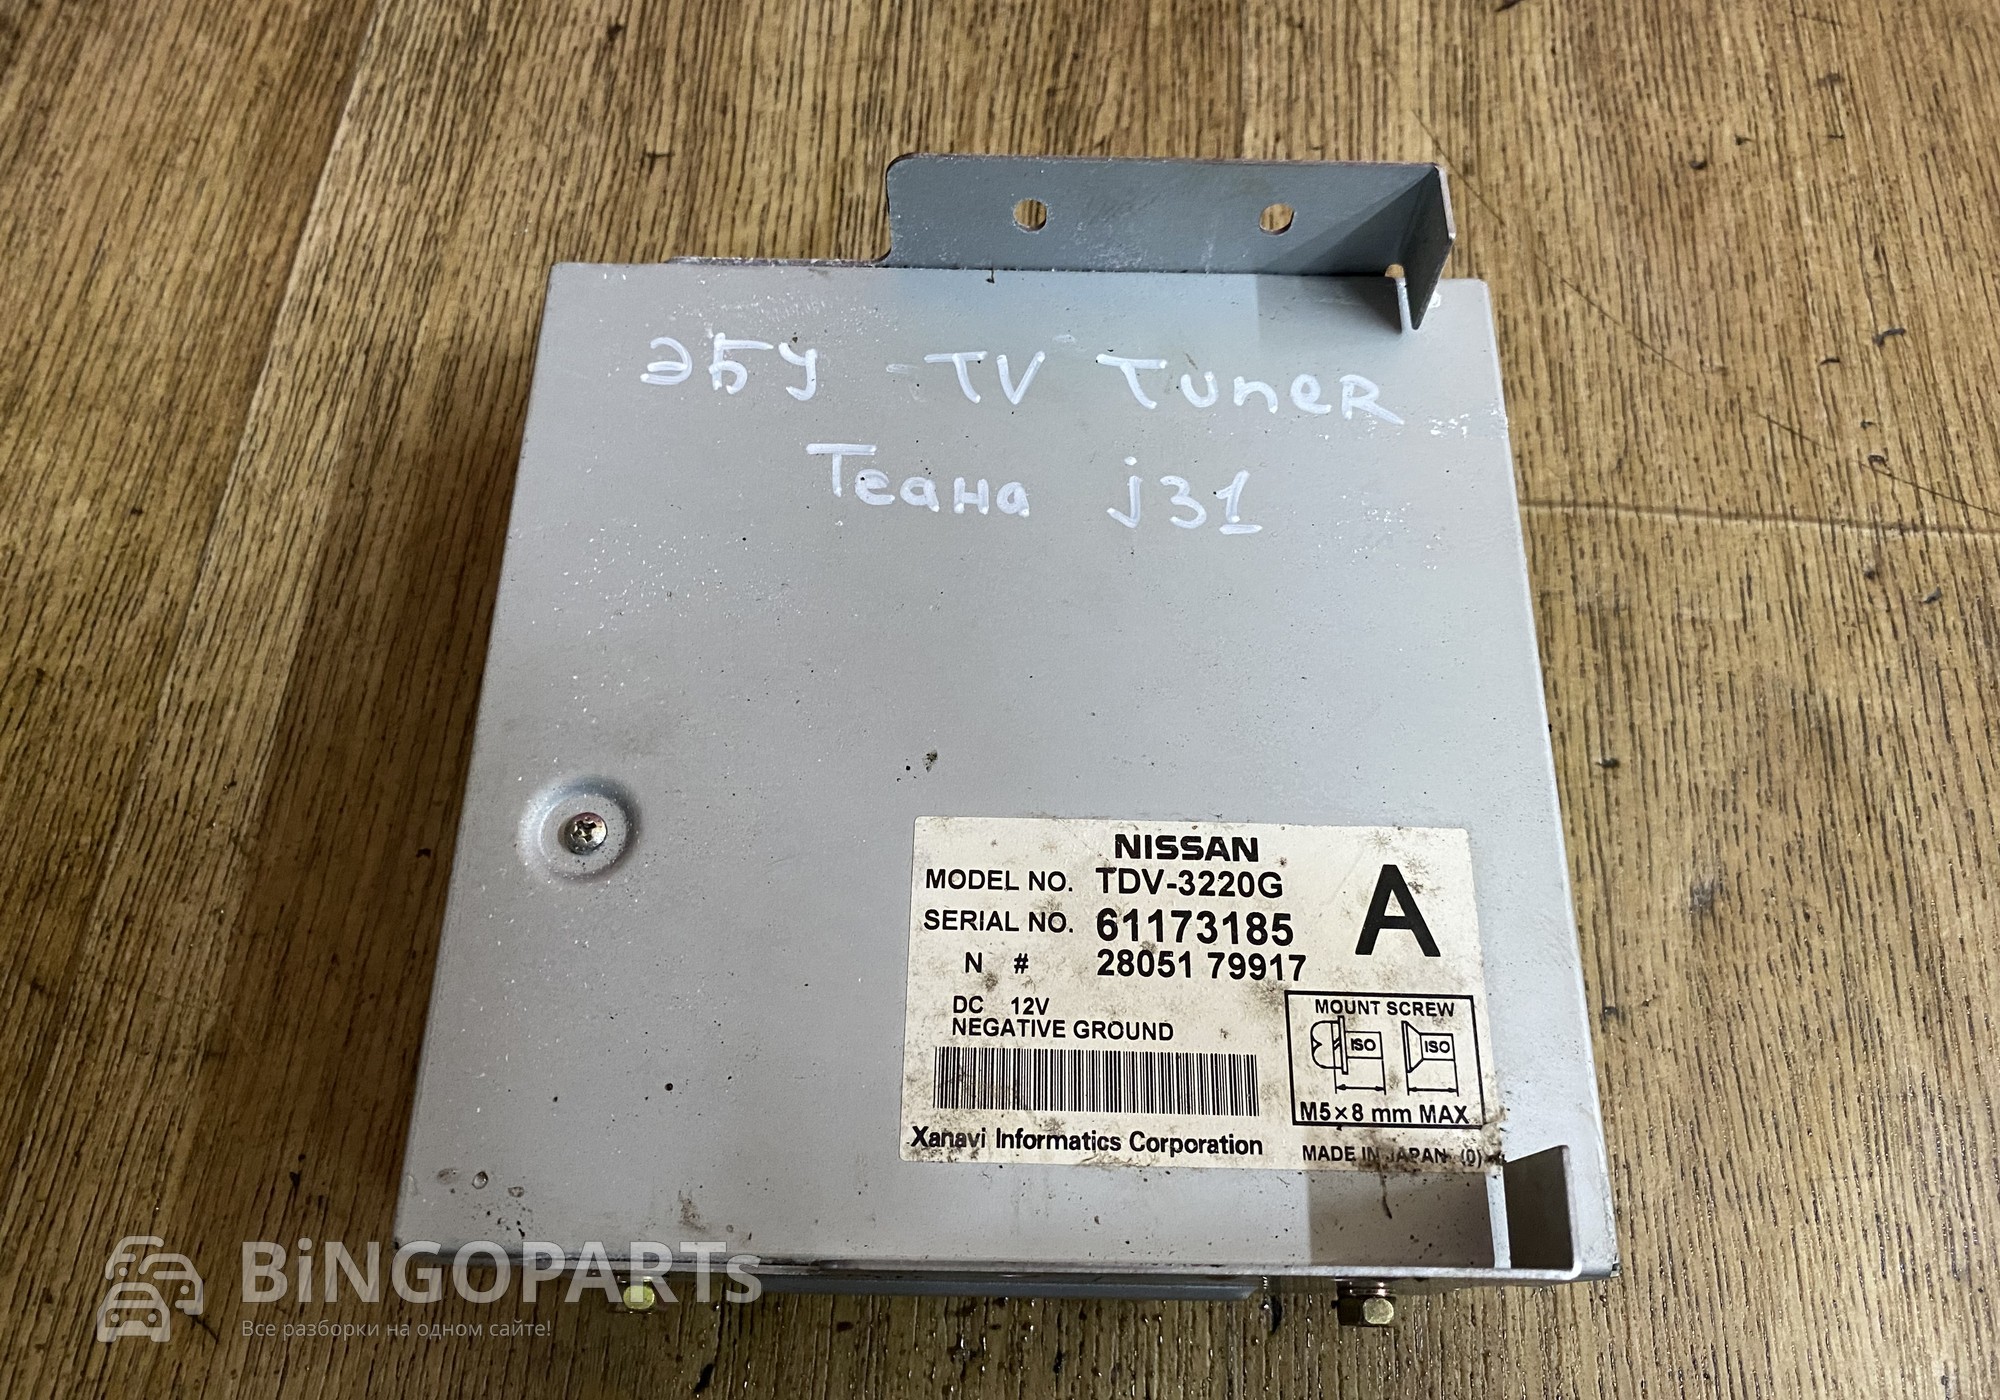 ЭБУ - TV TuneR
Теана j31
NISSAN
MODEL NO. TDV-3220G
SERIAL NO. 61173185
N # 28051 79917
A
DC 12V
NEGATIVE GROUND
MOUNT SCREW
ISO ISO
M5×8 mm MAX
Xanavi Informatics Corporation
MADE IN JAPAN (0)
BiNGOPARTs
Все разборки на одном сайте!